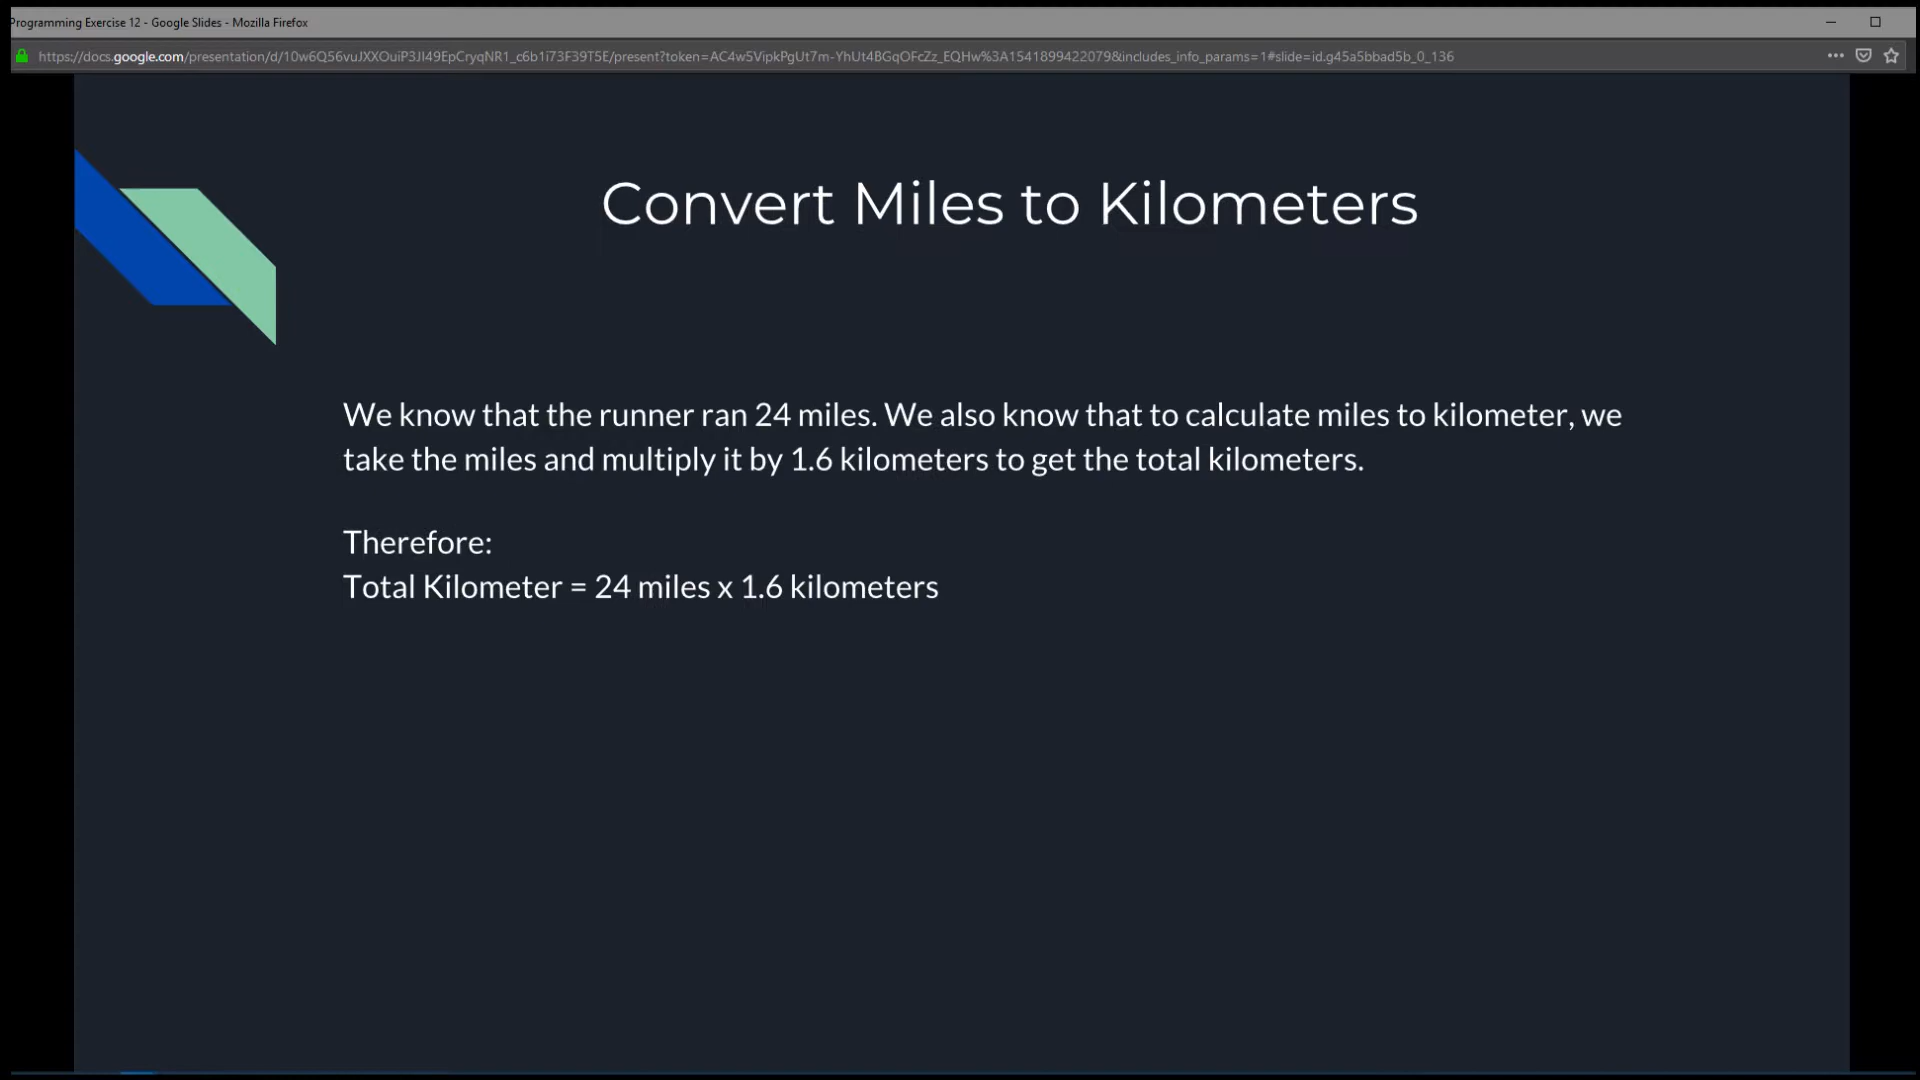 Programming Exercise 12 - Google Slides - Mozilla Firefox
https://docs.google.com/presentation/d/10w6Q56vuJXXOuiP3JI49EpCryqNR1_c6b1i73F39T5E/present?token=AC4w5VipkPgUt7m-YhUt4BGqOFcZz_EQHw%3A1541899422079&includes_info_params=1#slide=id.g45a5bbad5b_0_136
Convert Miles to Kilometers
We know that the runner ran 24 miles. We also know that to calculate miles to kilometer, we
take the miles and multiply it by 1.6 kilometers to get the total kilometers.
Therefore:
Total Kilometer = 24 miles x 1.6 kilometers